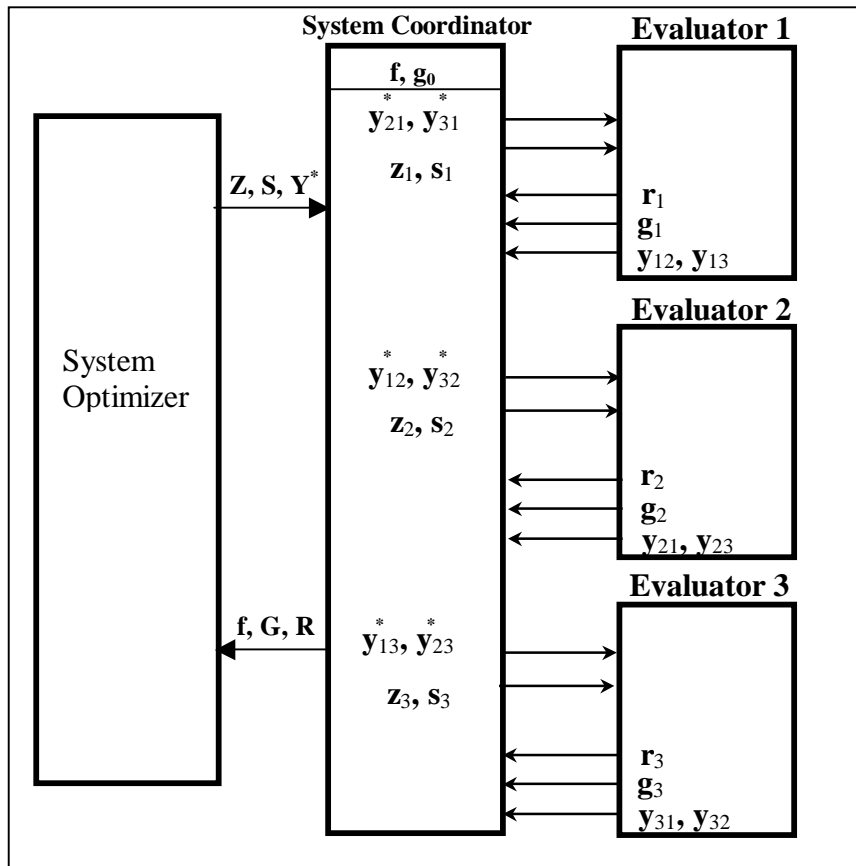 System Coordinator
f, g₀
y*₂₁, y*₃₁
z₁, s₁
y*₁₂, y*₃₂
z₂, s₂
y*₁₃, y*₂₃
z₃, s₃
System
Optimizer
Z, S, Y*
f, G, R
Evaluator 1
r₁
g₁
y₁₂, y₁₃
Evaluator 2
r₂
g₂
y₂₁, y₂₃
Evaluator 3
r₃
g₃
y₃₁, y₃₂